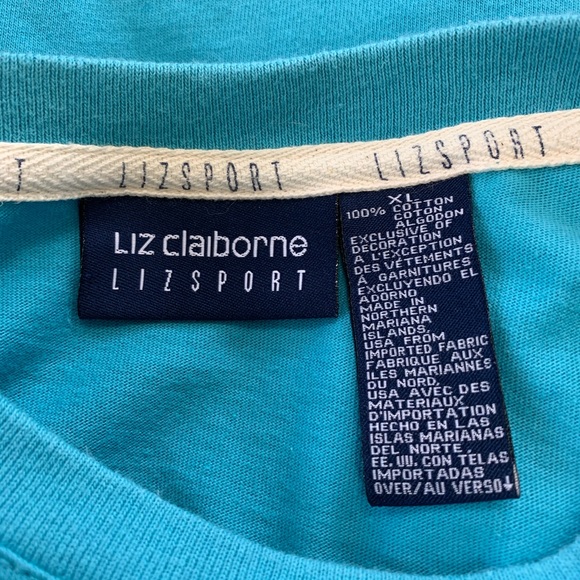 T LIZSPORT LIZSPORT
Liz claiborne
LIZSPORT
XL
100% COTTON
COTON
ALGODON
EXCLUSIVE OF
DECORATION
A L'EXCEPTION
DES VÊTEMENTS
A GARNITURES
EXCLUYENDO EL
ADORNO
MADE IN
NORTHERN
MARIANA
ISLANDS,
USA FROM
IMPORTED FABRIC
FABRIQUE AUX
ILES MARIANNES
DU NORD,
USA AVEC DES
MATERIAUX
D'IMPORTATION
HECHO EN LAS
ISLAS MARIANAS
DEL NORTE,
EE.UU. CON TELAS
IMPORTADAS
OVER/AU VERSO↓